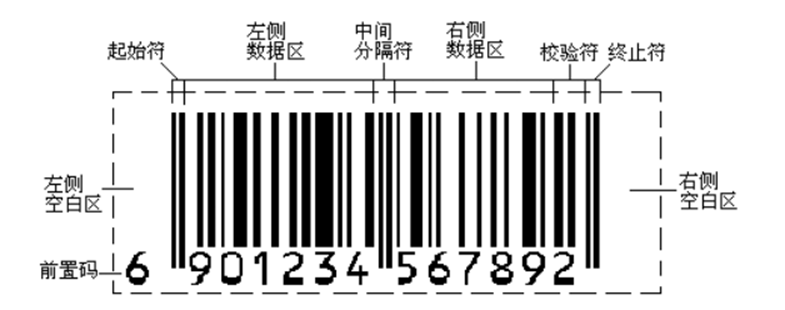 起始符
左侧
数据区
中间
分隔符
右侧
数据区
校验符
终止符
左侧
空白区
右侧
空白区
前置码
6 901234 567892